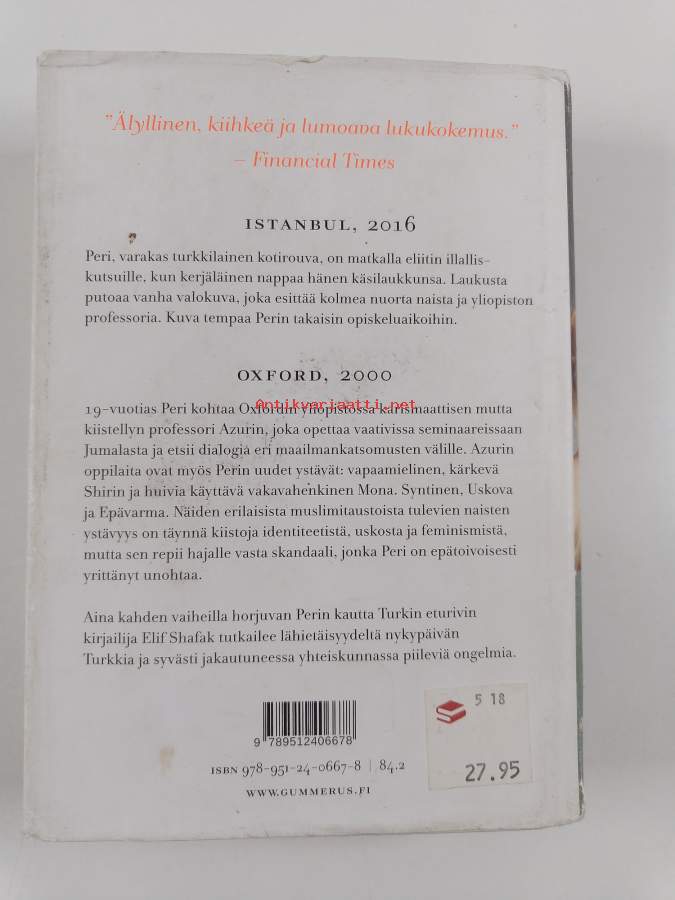 "Älyllinen, kiihkeä ja lumoava lukukokemus."
– Financial Times
ISTANBUL, 2016
Peri, varakas turkkilainen kotirouva, on matkalla eliitin illallis-
kutsuille, kun kerjäläinen nappaa hänen käsilaukkunsa. Laukusta
putoaa vanha valokuva, joka esittää kolmea nuorta naista ja yliopiston
professoria. Kuva tempaa Perin takaisin opiskeluaikoihin.
OXFORD, 2000
Antikvariaatti.net
19-vuotias Peri kohtaa Oxfordin yliopistossa karismaattisen mutta
kiistellyn professori Azurin, joka opettaa vaativissa seminaareissaan
Jumalasta ja etsii dialogia eri maailmankatsomusten välille. Azurin
oppilaita ovat myös Perin uudet ystävät: vapaamielinen, kärkevä
Shirin ja huivia käyttävä vakavahenkinen Mona. Syntinen, Uskova
ja Epävarma. Näiden erilaisista muslimitaustoista tulevien naisten
ystävyys on täynnä kiistoja identiteetistä, uskosta ja feminismistä,
mutta sen repii hajalle vasta skandaali, jonka Peri on epätoivoisesti
yrittänyt unohtaa.
Aina kahden vaiheilla horjuvan Perin kautta Turkin eturivin
kirjailija Elif Shafak tutkailee lähietäisyydeltä nykypäivän
Turkkia ja syvästi jakautuneessa yhteiskunnassa piileviä ongelmia.
5 18
27.95
9 789512406678
ISBN 978-951-24-0667-8 | 84.2
WWW.GUMMERUS.FI